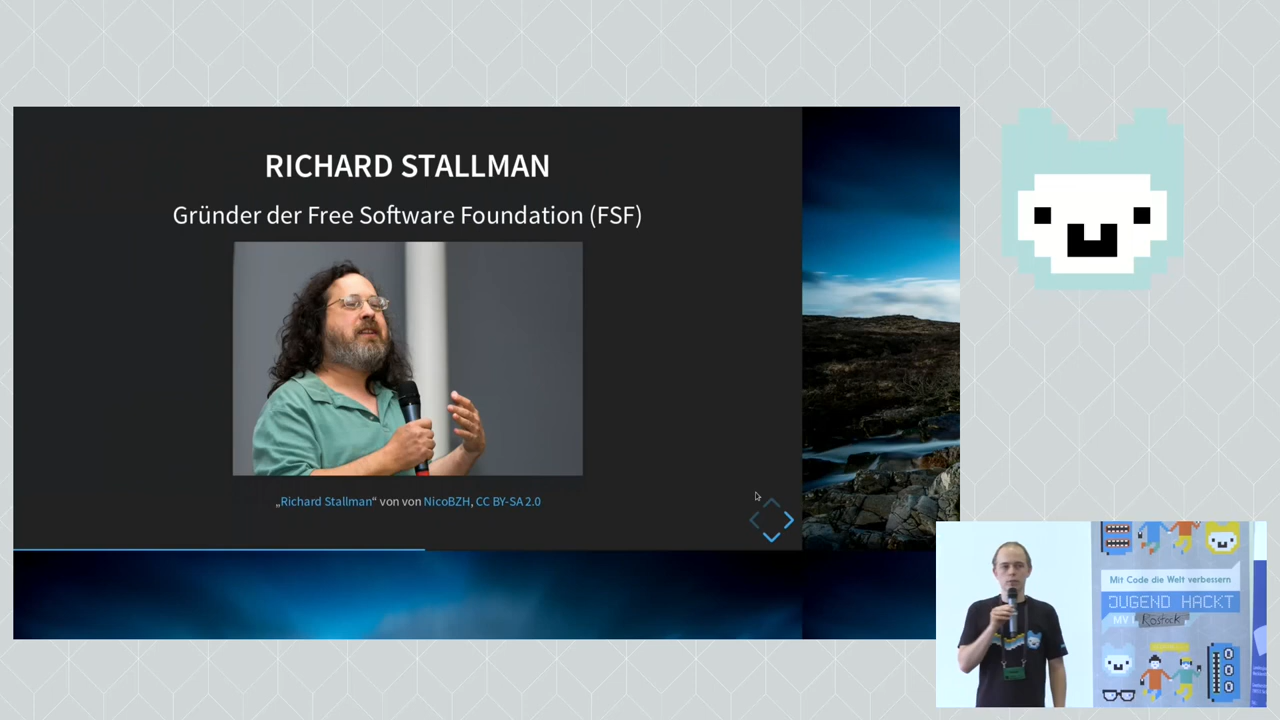 RICHARD STALLMAN
Gründer der Free Software Foundation (FSF)
„Richard Stallman“ von von NicoBZH, CC BY-SA 2.0
Mit Code die Welt verbessern
JUGEND HACKT
MV
Rostock